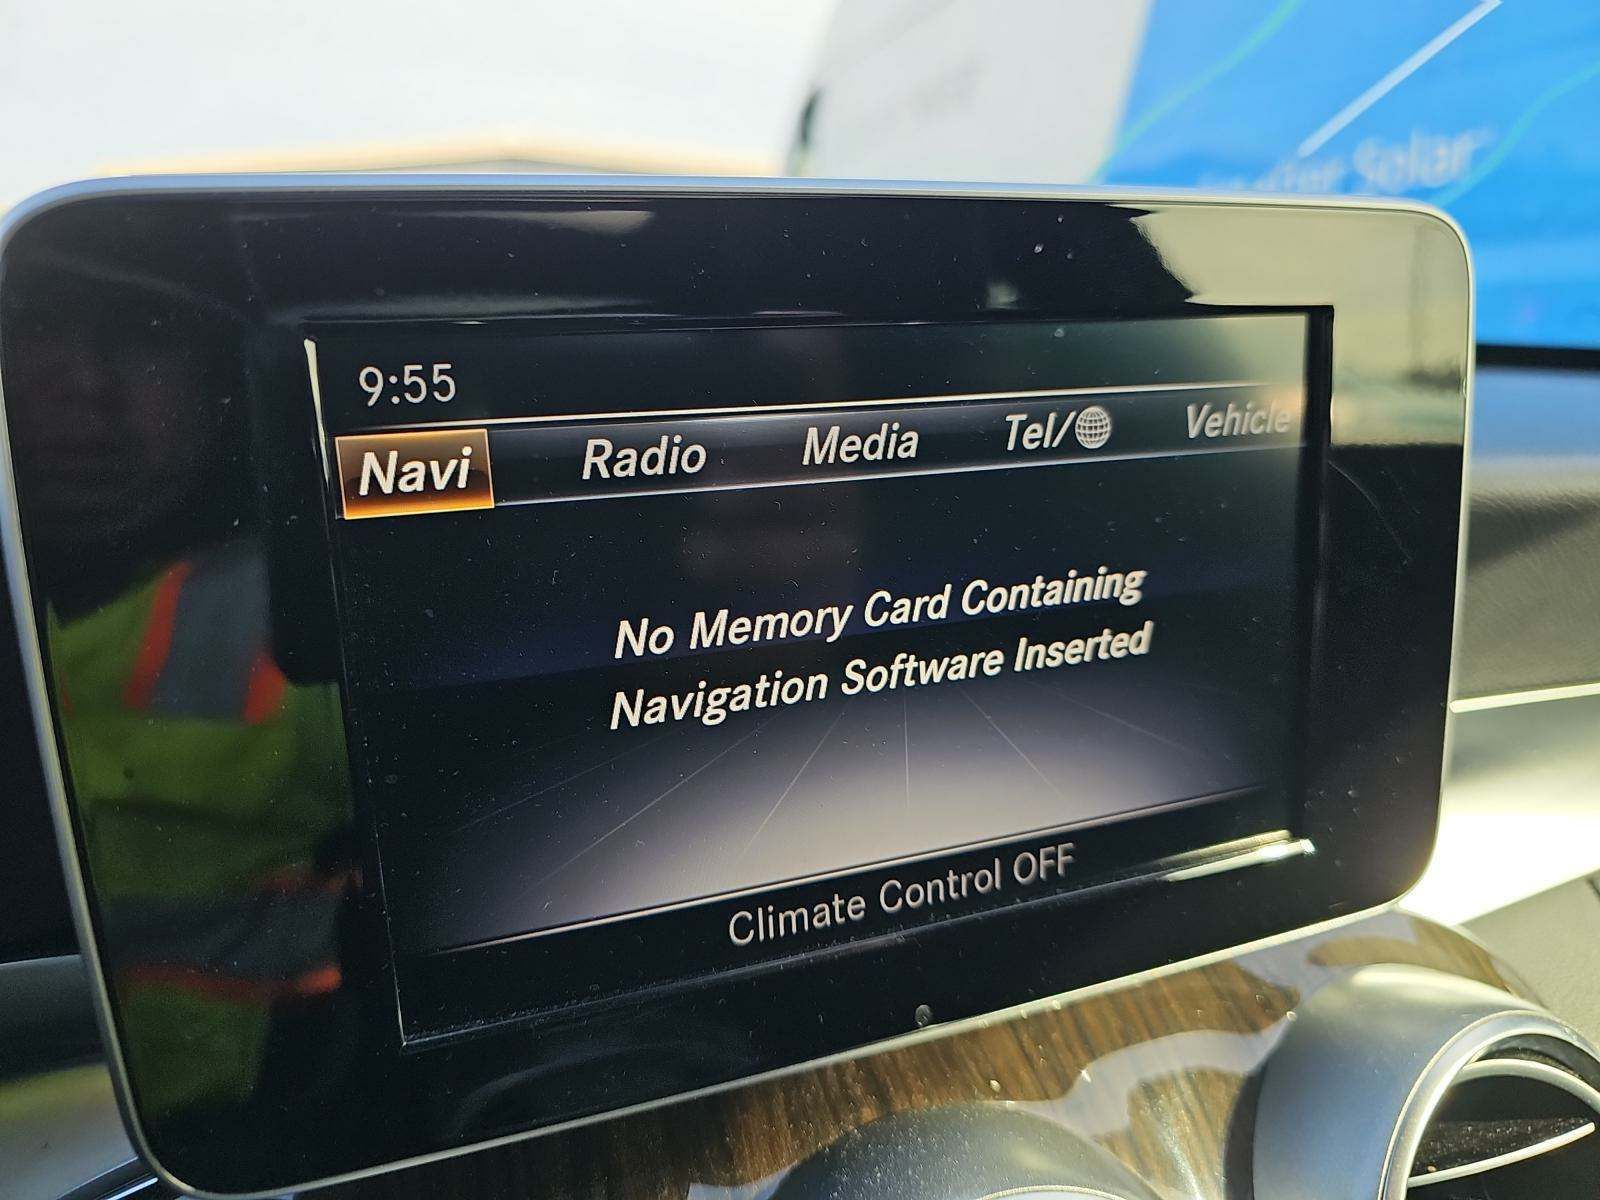 Solar
9:55
Navi Radio Media Tel/ Vehicle
No Memory Card Containing
Navigation Software Inserted
Climate Control OFF